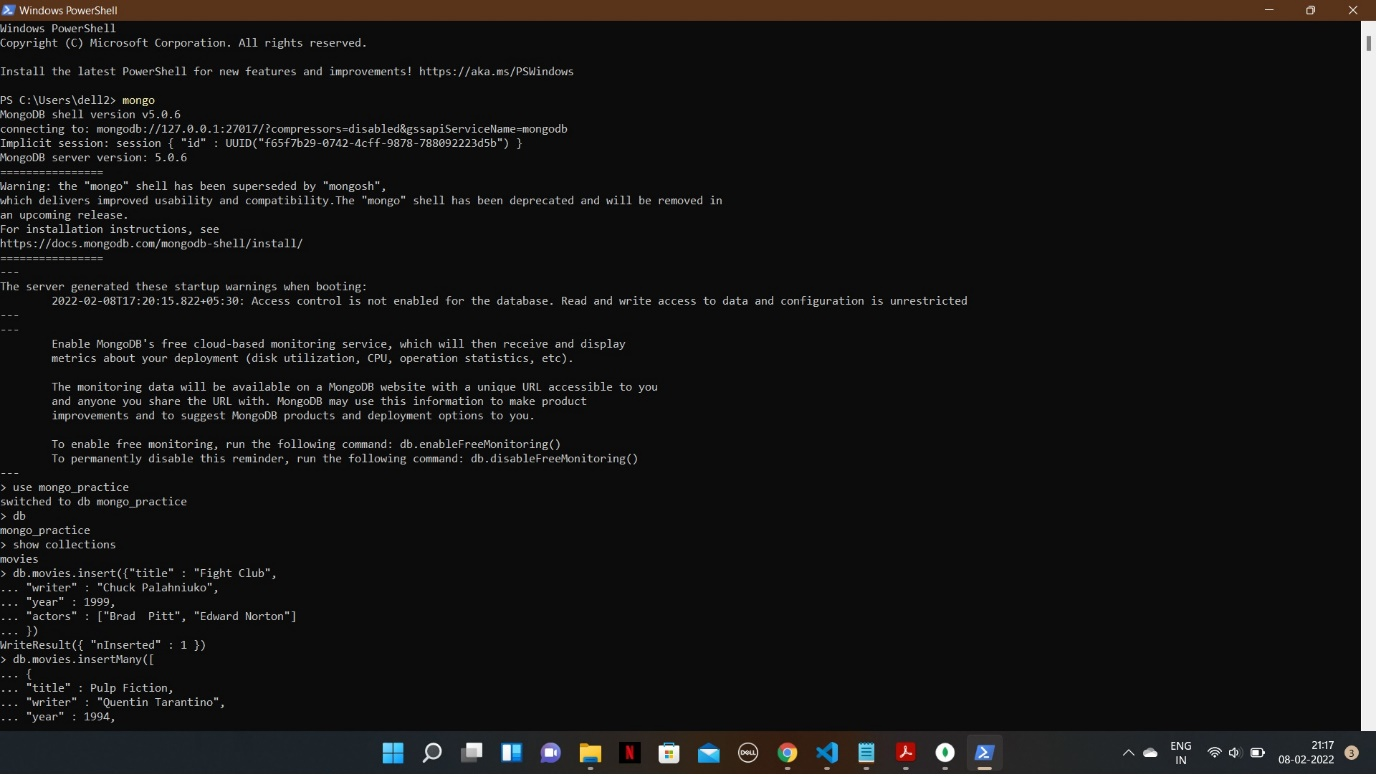 Windows PowerShell
Windows PowerShell
Copyright (C) Microsoft Corporation. All rights reserved.
Install the latest PowerShell for new features and improvements! https://aka.ms/PSWindows
PS C:\Users\dell2> mongo
MongoDB shell version v5.0.6
connecting to: mongodb://127.0.0.1:27017/?compressors=disabled&gssapiServiceName=mongodb
Implicit session: session { "id" : UUID("f65f7b29-0742-4cff-9878-788092223d5b") }
MongoDB server version: 5.0.6
================
Warning: the "mongo" shell has been superseded by "mongosh",
which delivers improved usability and compatibility.The "mongo" shell has been deprecated and will be removed in
an upcoming release.
For installation instructions, see
https://docs.mongodb.com/mongodb-shell/install/
================
---
The server generated these startup warnings when booting:
2022-02-08T17:20:15.822+05:30: Access control is not enabled for the database. Read and write access to data and configuration is unrestricted
---
---
Enable MongoDB's free cloud-based monitoring service, which will then receive and display
metrics about your deployment (disk utilization, CPU, operation statistics, etc).
The monitoring data will be available on a MongoDB website with a unique URL accessible to you
and anyone you share the URL with. MongoDB may use this information to make product
improvements and to suggest MongoDB products and deployment options to you.
To enable free monitoring, run the following command: db.enableFreeMonitoring()
To permanently disable this reminder, run the following command: db.disableFreeMonitoring()
---
> use mongo_practice
switched to db mongo_practice
> db
mongo_practice
> show collections
movies
> db.movies.insert({"title" : "Fight Club",
... "writer" : "Chuck Palahniuko",
... "year" : 1999,
... "actors" : ["Brad  Pitt", "Edward Norton"]
... })
WriteResult({ "nInserted" : 1 })
> db.movies.insertMany([
... {
... "title" : Pulp Fiction,
... "writer" : "Quentin Tarantino",
... "year" : 1994,
N
DELL
ENG
IN
21:17
08-02-2022
3